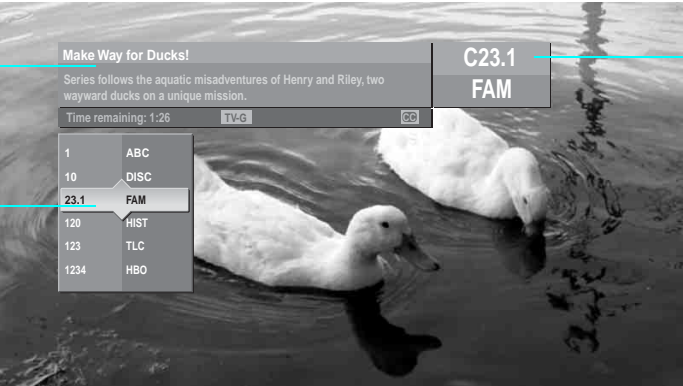 Make Way for Ducks!
Series follows the aquatic misadventures of Henry and Riley, two
wayward ducks on a unique mission.
Time remaining: 1:26 TV-G CC
C23.1
FAM
1 ABC
10 DISC
23.1 FAM
120 HIST
123 TLC
1234 HBO